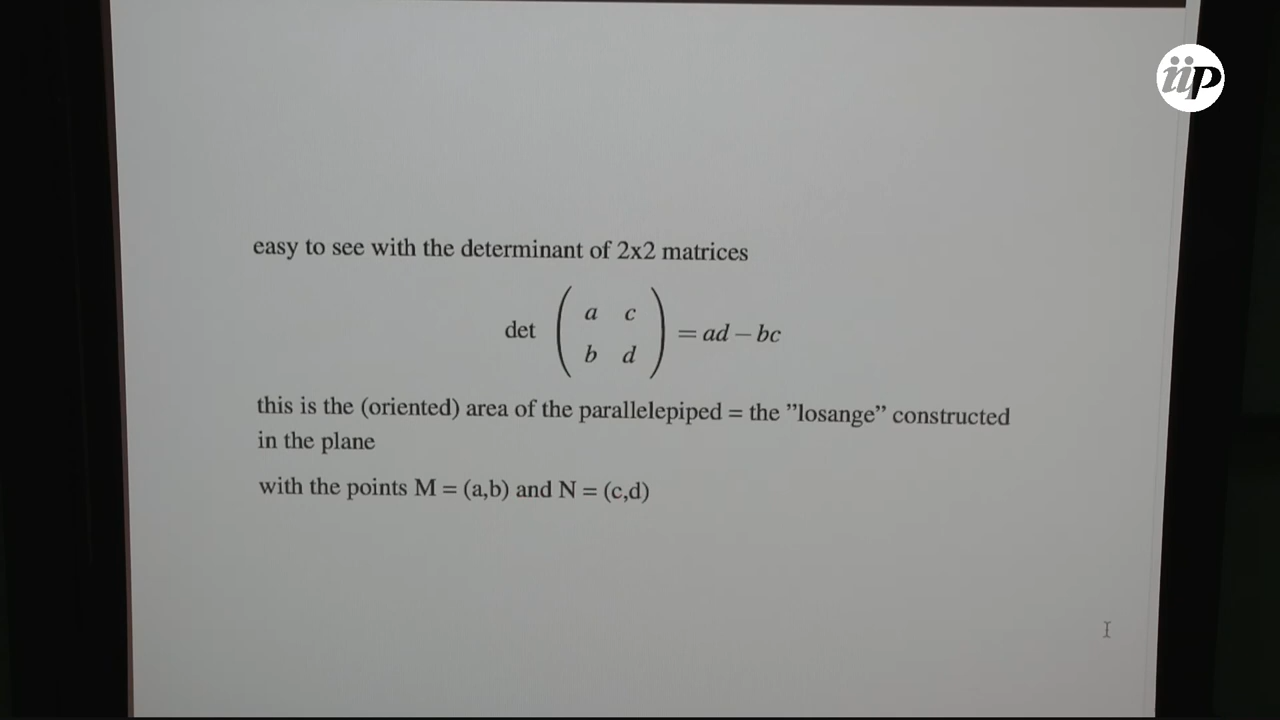 iip
easy to see with the determinant of 2x2 matrices
det ( a c
b d ) = ad – bc
this is the (oriented) area of the parallelepiped = the ”losange” constructed
in the plane
with the points M = (a,b) and N = (c,d)